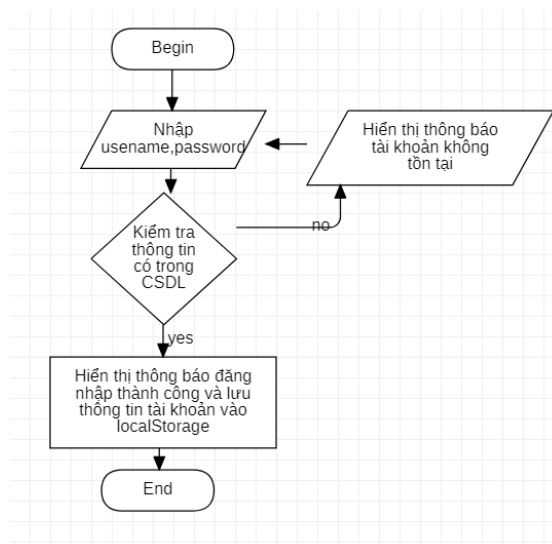 Begin
Nhập
usename,password
Hiển thị thông báo
tài khoản không
tồn tại
Kiểm tra
thông tin
có trong
CSDL
no
yes
Hiển thị thông báo đăng
nhập thành công và lưu
thông tin tài khoản vào
localStorage
End